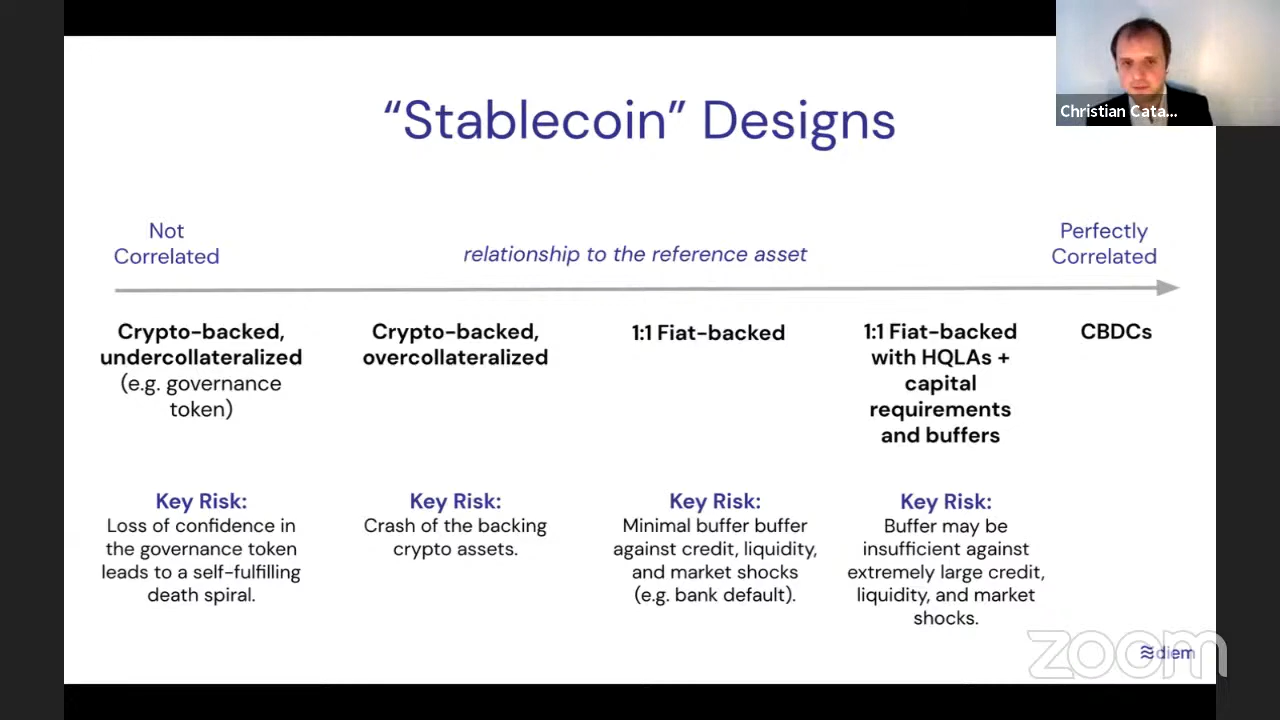 “Stablecoin” Designs
Christian Cata...
Not
Correlated
relationship to the reference asset
Perfectly
Correlated
Crypto-backed,
undercollateralized
(e.g. governance
token)
Crypto-backed,
overcollateralized
1:1 Fiat-backed
1:1 Fiat-backed
with HQLAs +
capital
requirements
and buffers
CBDCs
Key Risk:
Loss of confidence in
the governance token
leads to a self-fulfilling
death spiral.
Key Risk:
Crash of the backing
crypto assets.
Key Risk:
Minimal buffer buffer
against credit, liquidity,
and market shocks
(e.g. bank default).
Key Risk:
Buffer may be
insufficient against
extremely large credit,
liquidity, and market
shocks.
zoom
diem